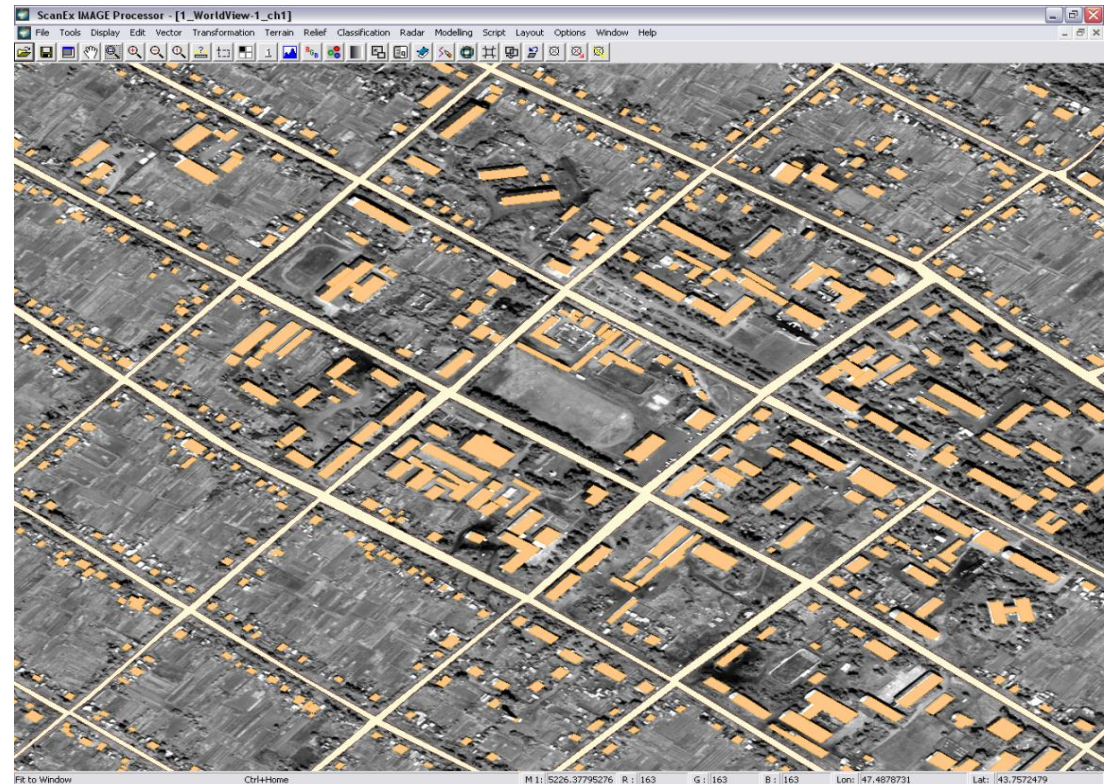 ScanEx IMAGE Processor - [1_WorldView-1_ch1]
File Tools Display Edit Vector Transformation Terrain Relief Classification Radar Modelling Script Layout Options Window Help
Fit to Window Ctrl+Home M 1: 5226.37795276 R : 163 G : 163 B : 163 Lon: 47.4878731 Lat: 43.7572479